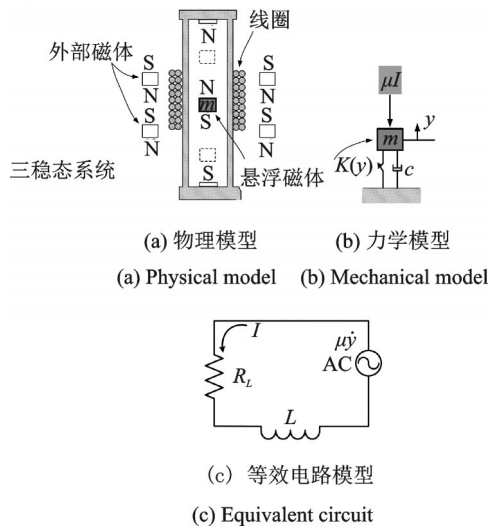 外部磁体
线圈
N
S
S
N
S
N
N
m
S
S
S
N
S
N
三稳态系统
悬浮磁体
μI
y
m
K(y)
c
(a) 物理模型
(b) 力学模型
(a) Physical model
(b) Mechanical model
I
μẏ
AC
R_L
L
(c) 等效电路模型
(c) Equivalent circuit